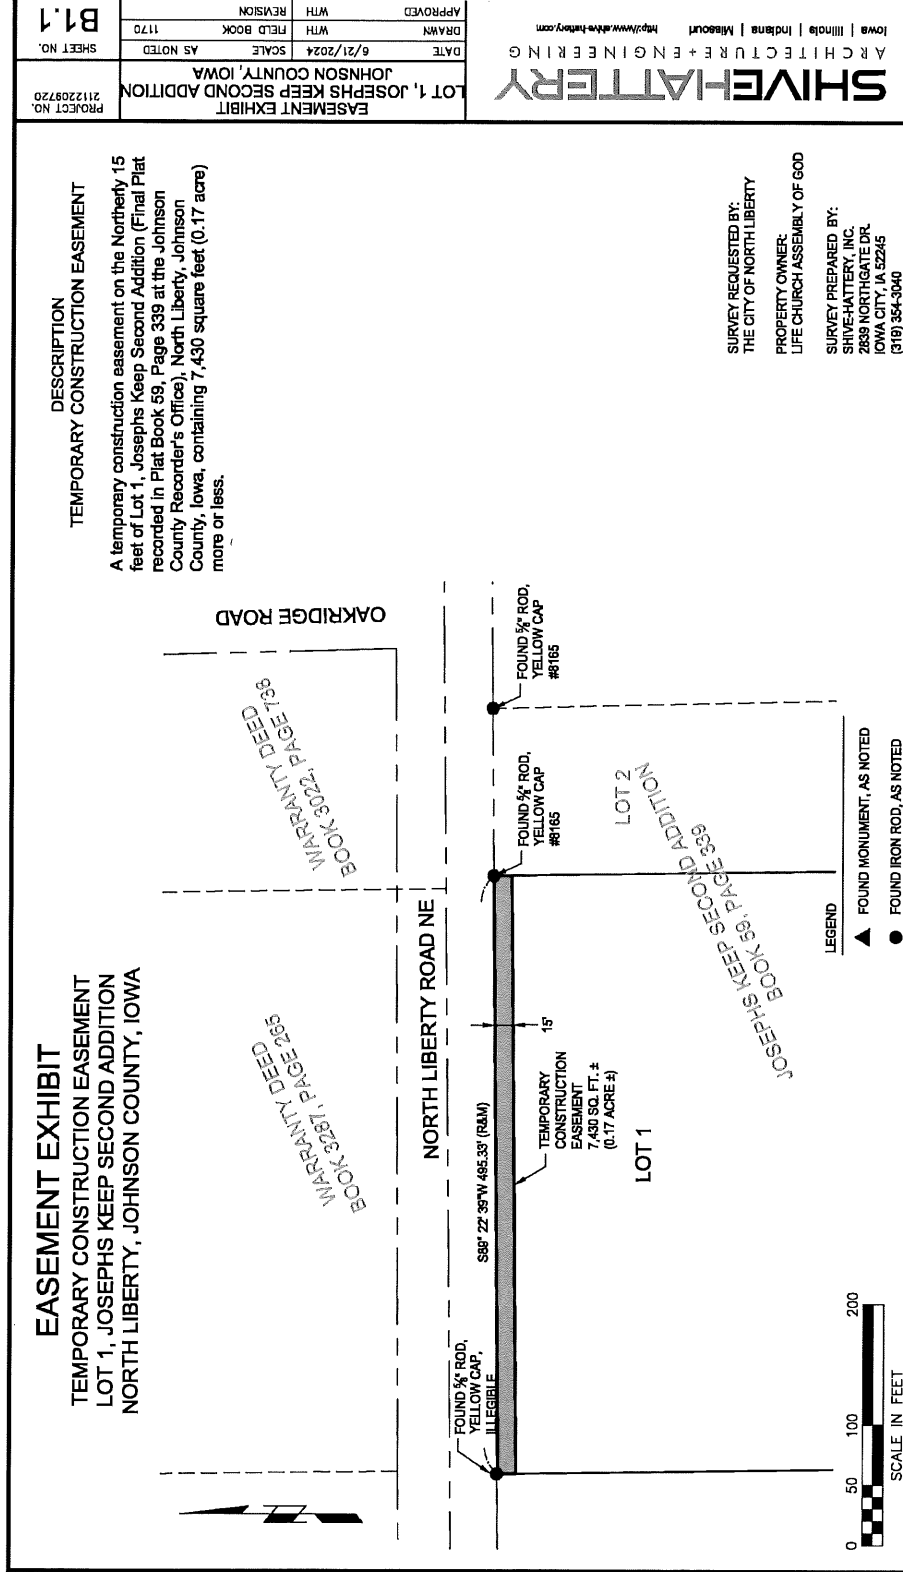 EASEMENT EXHIBIT
TEMPORARY CONSTRUCTION EASEMENT
LOT 1, JOSEPHS KEEP SECOND ADDITION
NORTH LIBERTY, JOHNSON COUNTY, IOWA
DESCRIPTION
TEMPORARY CONSTRUCTION EASEMENT
A temporary construction easement on the Northerly 15
feet of Lot 1, Josephs Keep Second Addition (Final Plat
recorded in Plat Book 59, Page 339 at the Johnson
County Recorder's Office), North Liberty, Johnson
County, Iowa, containing 7,430 square feet (0.17 acre)
more or less.
WARRANTY DEED
BOOK 3287, PAGE 265
WARRANTY DEED
BOOK 3022, PAGE 738
OAKRIDGE ROAD
NORTH LIBERTY ROAD NE
FOUND 5/8" ROD,
YELLOW CAP,
ILLEGIBLE
S89° 22' 39"W 495.33' (R&M)
15'
FOUND 5/8" ROD,
YELLOW CAP
#8165
FOUND 5/8" ROD,
YELLOW CAP
#8165
TEMPORARY
CONSTRUCTION
EASEMENT
7,430 SQ. FT. ±
(0.17 ACRE ±)
LOT 1
LOT 2
JOSEPHS KEEP SECOND ADDITION
BOOK 59, PAGE 339
LEGEND
FOUND MONUMENT, AS NOTED
FOUND IRON ROD, AS NOTED
0 50 100 200
SCALE IN FEET
SURVEY REQUESTED BY:
THE CITY OF NORTH LIBERTY
PROPERTY OWNER:
LIFE CHURCH ASSEMBLY OF GOD
SURVEY PREPARED BY:
SHIVE-HATTERY, INC.
2839 NORTHGATE DR.
IOWA CITY, IA 52245
(319) 354-3040
SHIVEHATTERY
ARCHITECTURE+ENGINEERING
Iowa | Illinois | Indiana | Missouri
http://www.shive-hattery.com
EASEMENT EXHIBIT
LOT 1, JOSEPHS KEEP SECOND ADDITION
JOHNSON COUNTY, IOWA
DATE 6/21/2024 SCALE AS NOTED
DRAWN WTH FIELD BOOK 1170
APPROVED WTH REVISION
PROJECT NO.
2112209720
SHEET NO.
B1.1